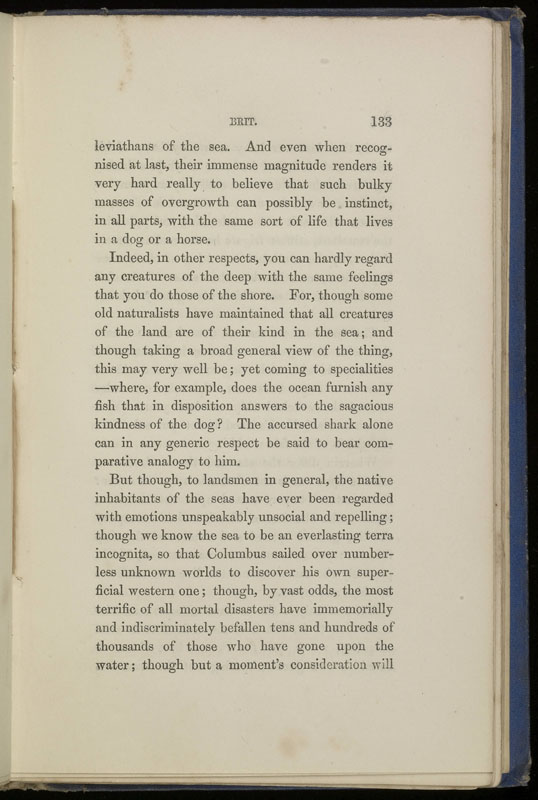 BRIT. 133
leviathans of the sea. And even when recog-
nised at last, their immense magnitude renders it
very hard really to believe that such bulky
masses of overgrowth can possibly be instinct,
in all parts, with the same sort of life that lives
in a dog or a horse.
Indeed, in other respects, you can hardly regard
any creatures of the deep with the same feelings
that you do those of the shore. For, though some
old naturalists have maintained that all creatures
of the land are of their kind in the sea; and
though taking a broad general view of the thing,
this may very well be; yet coming to specialities
—where, for example, does the ocean furnish any
fish that in disposition answers to the sagacious
kindness of the dog? The accursed shark alone
can in any generic respect be said to bear com-
parative analogy to him.
But though, to landsmen in general, the native
inhabitants of the seas have ever been regarded
with emotions unspeakably unsocial and repelling;
though we know the sea to be an everlasting terra
incognita, so that Columbus sailed over number-
less unknown worlds to discover his own super-
ficial western one; though, by vast odds, the most
terrific of all mortal disasters have immemorially
and indiscriminately befallen tens and hundreds of
thousands of those who have gone upon the
water; though but a moment's consideration will